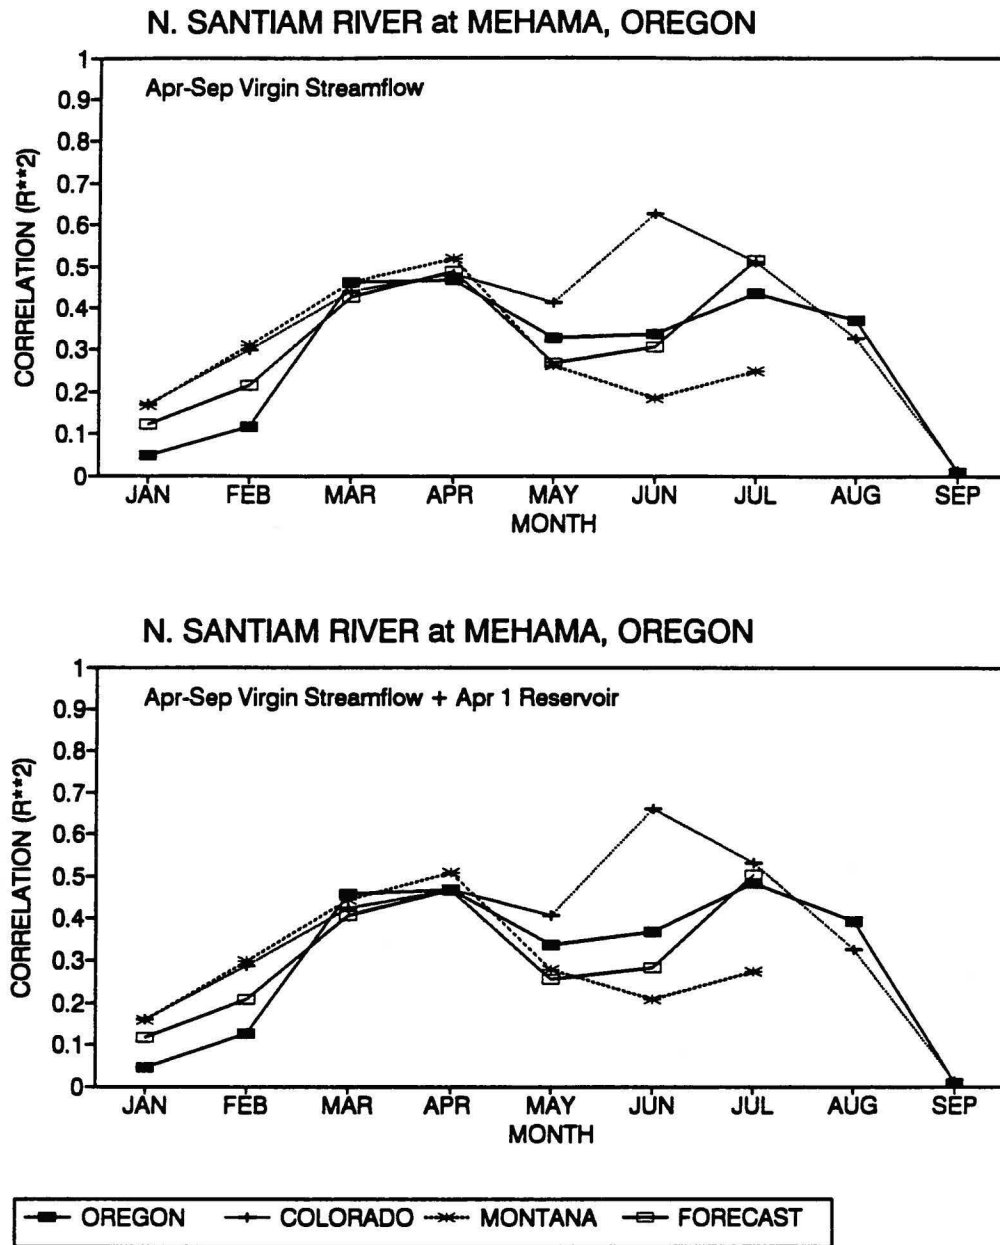 N. SANTIAM RIVER at MEHAMA, OREGON
Apr-Sep Virgin Streamflow
CORRELATION (R**2)
1
0.9
0.8
0.7
0.6
0.5
0.4
0.3
0.2
0.1
0
JAN FEB MAR APR MAY JUN JUL AUG SEP
MONTH
N. SANTIAM RIVER at MEHAMA, OREGON
Apr-Sep Virgin Streamflow + Apr 1 Reservoir
CORRELATION (R**2)
1
0.9
0.8
0.7
0.6
0.5
0.4
0.3
0.2
0.1
0
JAN FEB MAR APR MAY JUN JUL AUG SEP
MONTH
OREGON COLORADO MONTANA FORECAST